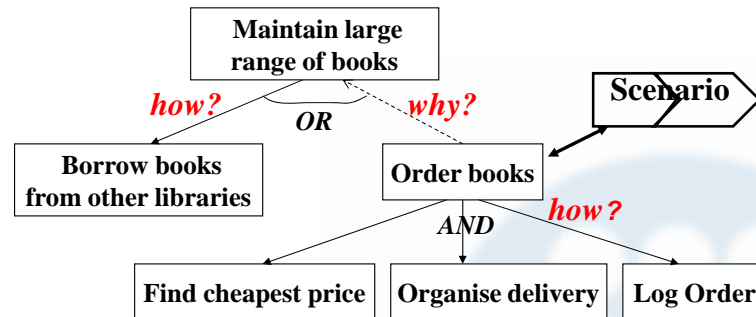 Maintain large
range of books
Scenario
how?
why?
OR
Borrow books
from other libraries
Order books
how?
AND
Find cheapest price
Organise delivery
Log Order